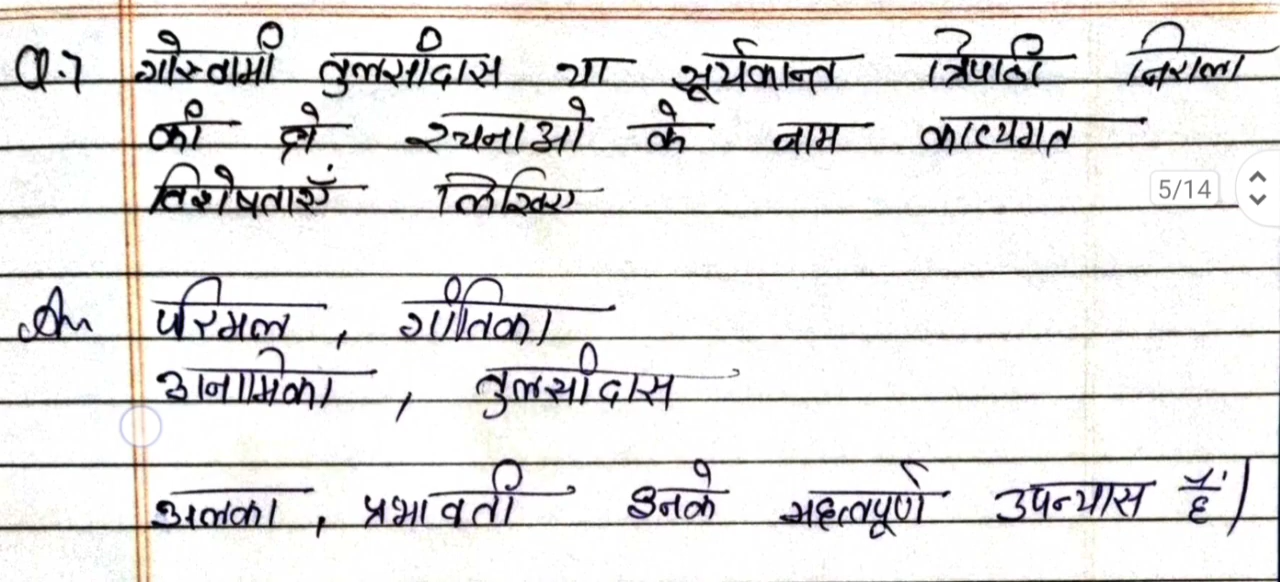 Q.7 गोस्वामी तुलसीदास या सूर्यकान्त त्रिपाठी निराला
की दो रचनाओ के नाम काव्यगत
विशेषताएँ लिखिए
5/14
Ans परिमल, गीतिका
अनामिका, तुलसीदास
अलका, प्रभावती इनके महत्वपूर्ण उपन्यास हैं।